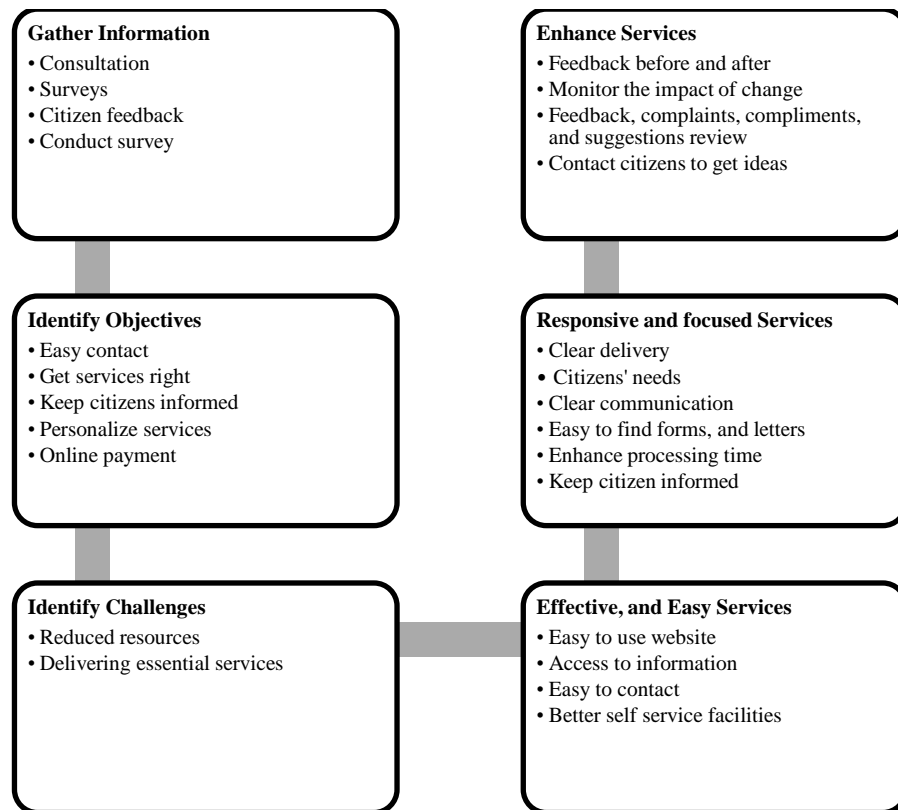 Gather Information
• Consultation
• Surveys
• Citizen feedback
• Conduct survey
Identify Objectives
• Easy contact
• Get services right
• Keep citizens informed
• Personalize services
• Online payment
Identify Challenges
• Reduced resources
• Delivering essential services
Effective, and Easy Services
• Easy to use website
• Access to information
• Easy to contact
• Better self service facilities
Responsive and focused Services
• Clear delivery
• Citizens' needs
• Clear communication
• Easy to find forms, and letters
• Enhance processing time
• Keep citizen informed
Enhance Services
• Feedback before and after
• Monitor the impact of change
• Feedback, complaints, compliments,
and suggestions review
• Contact citizens to get ideas